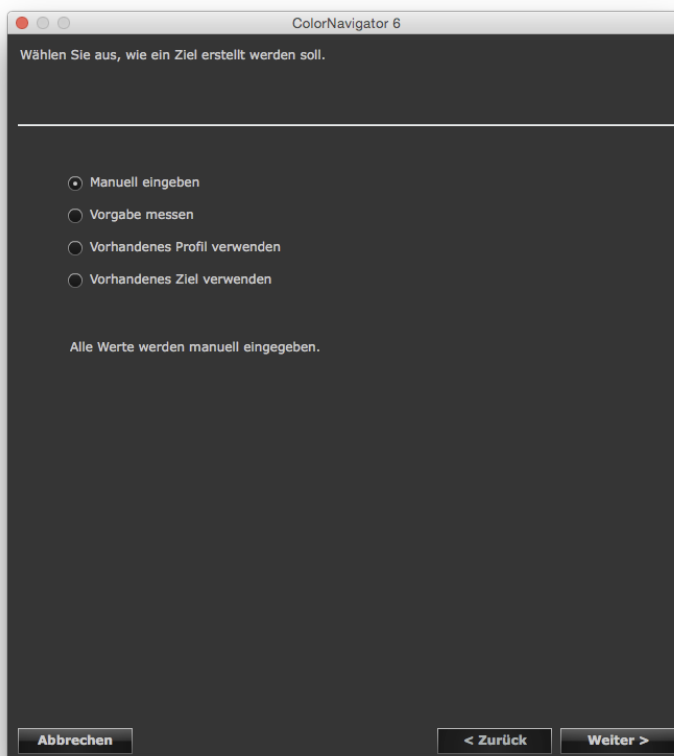 ColorNavigator 6
Wählen Sie aus, wie ein Ziel erstellt werden soll.
Manuell eingeben
Vorgabe messen
Vorhandenes Profil verwenden
Vorhandenes Ziel verwenden
Alle Werte werden manuell eingegeben.
Abbrechen < Zurück Weiter >